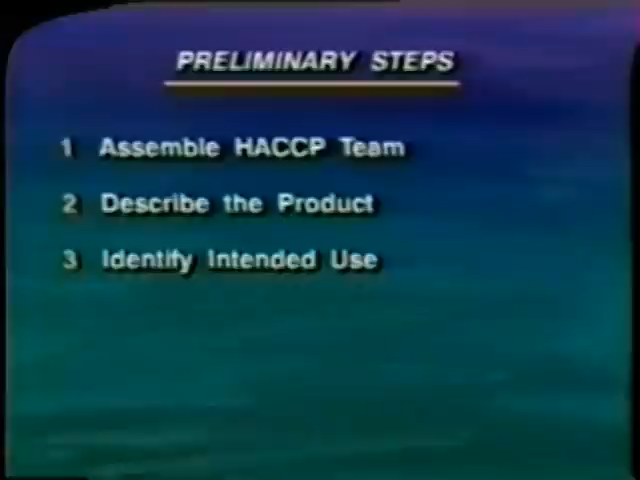 PRELIMINARY STEPS
1 Assemble HACCP Team
2 Describe the Product
3 Identify Intended Use